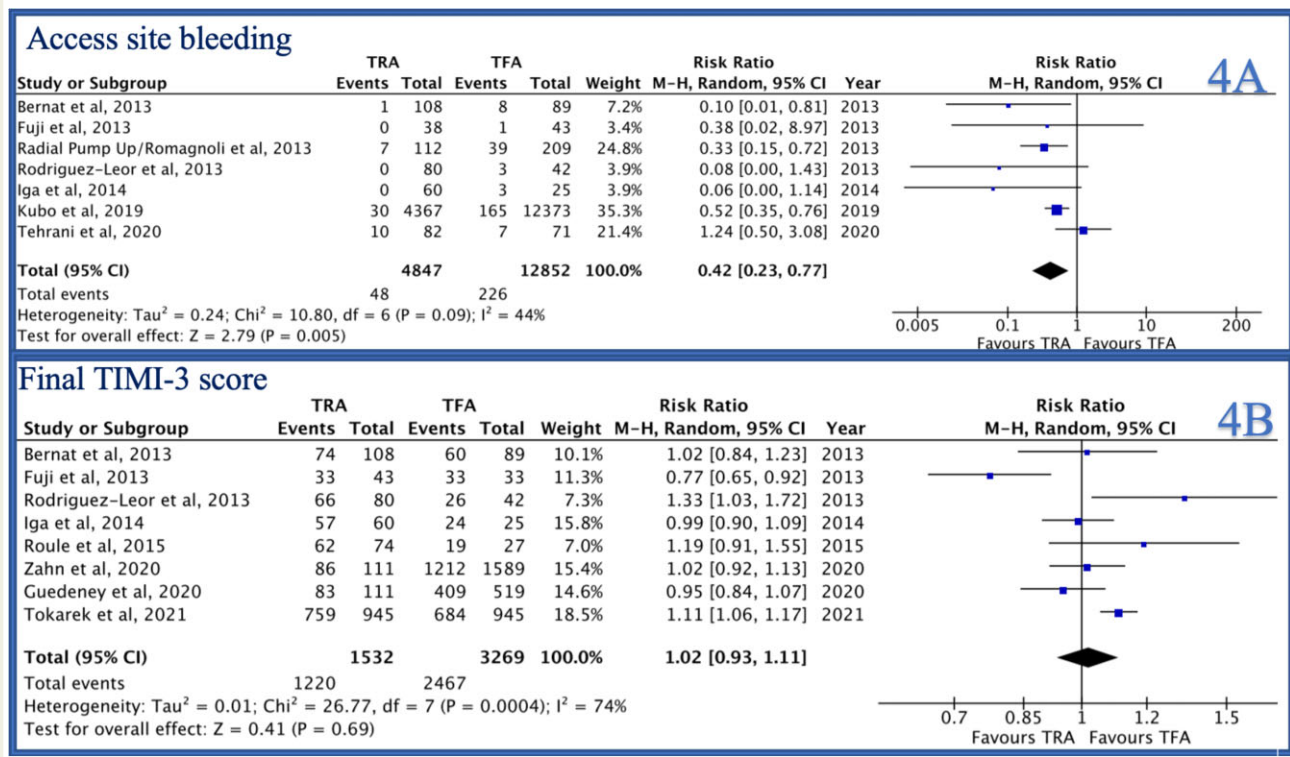 Access site bleeding
4A
TRA TFA Risk Ratio Risk Ratio
Study or Subgroup Events Total Events Total Weight M-H, Random, 95% CI Year M-H, Random, 95% CI
Bernat et al, 2013 1 108 8 89 7.2% 0.10 [0.01, 0.81] 2013
Fuji et al, 2013 0 38 1 43 3.4% 0.38 [0.02, 8.97] 2013
Radial Pump Up/Romagnoli et al, 2013 7 112 39 209 24.8% 0.33 [0.15, 0.72] 2013
Rodriguez-Leor et al, 2013 0 80 3 42 3.9% 0.08 [0.00, 1.43] 2013
Iga et al, 2014 0 60 3 25 3.9% 0.06 [0.00, 1.14] 2014
Kubo et al, 2019 30 4367 165 12373 35.3% 0.52 [0.35, 0.76] 2019
Tehrani et al, 2020 10 82 7 71 21.4% 1.24 [0.50, 3.08] 2020
Total (95% CI) 4847 12852 100.0% 0.42 [0.23, 0.77]
Total events 48 226
Heterogeneity: Tau² = 0.24; Chi² = 10.80, df = 6 (P = 0.09); I² = 44%
Test for overall effect: Z = 2.79 (P = 0.005)
0.005 0.1 1 10 200
Favours TRA Favours TFA
Final TIMI-3 score
4B
TRA TFA Risk Ratio Risk Ratio
Study or Subgroup Events Total Events Total Weight M-H, Random, 95% CI Year M-H, Random, 95% CI
Bernat et al, 2013 74 108 60 89 10.1% 1.02 [0.84, 1.23] 2013
Fuji et al, 2013 33 43 33 33 11.3% 0.77 [0.65, 0.92] 2013
Rodriguez-Leor et al, 2013 66 80 26 42 7.3% 1.33 [1.03, 1.72] 2013
Iga et al, 2014 57 60 24 25 15.8% 0.99 [0.90, 1.09] 2014
Roule et al, 2015 62 74 19 27 7.0% 1.19 [0.91, 1.55] 2015
Zahn et al, 2020 86 111 1212 1589 15.4% 1.02 [0.92, 1.13] 2020
Guedeney et al, 2020 83 111 409 519 14.6% 0.95 [0.84, 1.07] 2020
Tokarek et al, 2021 759 945 684 945 18.5% 1.11 [1.06, 1.17] 2021
Total (95% CI) 1532 3269 100.0% 1.02 [0.93, 1.11]
Total events 1220 2467
Heterogeneity: Tau² = 0.01; Chi² = 26.77, df = 7 (P = 0.0004); I² = 74%
Test for overall effect: Z = 0.41 (P = 0.69)
0.7 0.85 1 1.2 1.5
Favours TRA Favours TFA